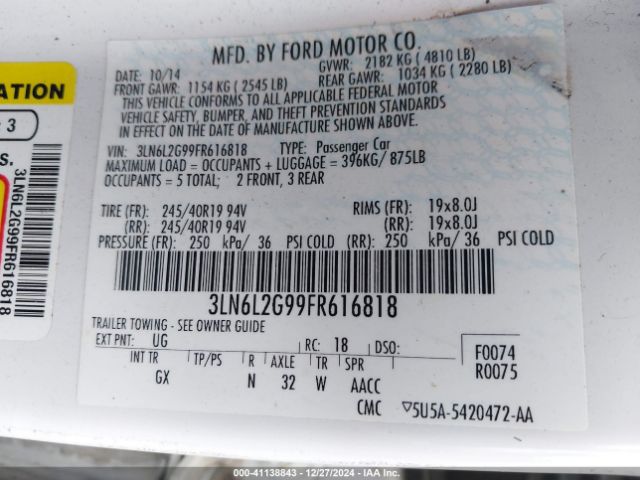 MFD. BY FORD MOTOR CO.
DATE: 10/14 GVWR: 2182 KG ( 4810 LB)
FRONT GAWR: 1154 KG ( 2545 LB) REAR GAWR: 1034 KG ( 2280 LB)
THIS VEHICLE CONFORMS TO ALL APPLICABLE FEDERAL MOTOR
VEHICLE SAFETY, BUMPER, AND THEFT PREVENTION STANDARDS
IN EFFECT ON THE DATE OF MANUFACTURE SHOWN ABOVE.
VIN: 3LN6L2G99FR616818 TYPE: Passenger Car
MAXIMUM LOAD = OCCUPANTS + LUGGAGE = 396KG/ 875LB
OCCUPANTS = 5 TOTAL; 2 FRONT, 3 REAR
TIRE (FR): 245/40R19 94V RIMS (FR): 19x8.0J
(RR): 245/40R19 94V (RR): 19x8.0J
PRESSURE (FR): 250 kPa/ 36 PSI COLD (RR): 250 kPa/ 36 PSI COLD
3LN6L2G99FR616818
TRAILER TOWING - SEE OWNER GUIDE
EXT PNT: UG RC: 18 DSO: F0074
INT TR TP/PS R AXLE TR SPR R0075
GX N 32 W AACC
CMC 5U5A-5420472-AA
ATION
3
S.
3LN6L2G99FR616818
000-41138843 12/27/2024 IAAI.COM